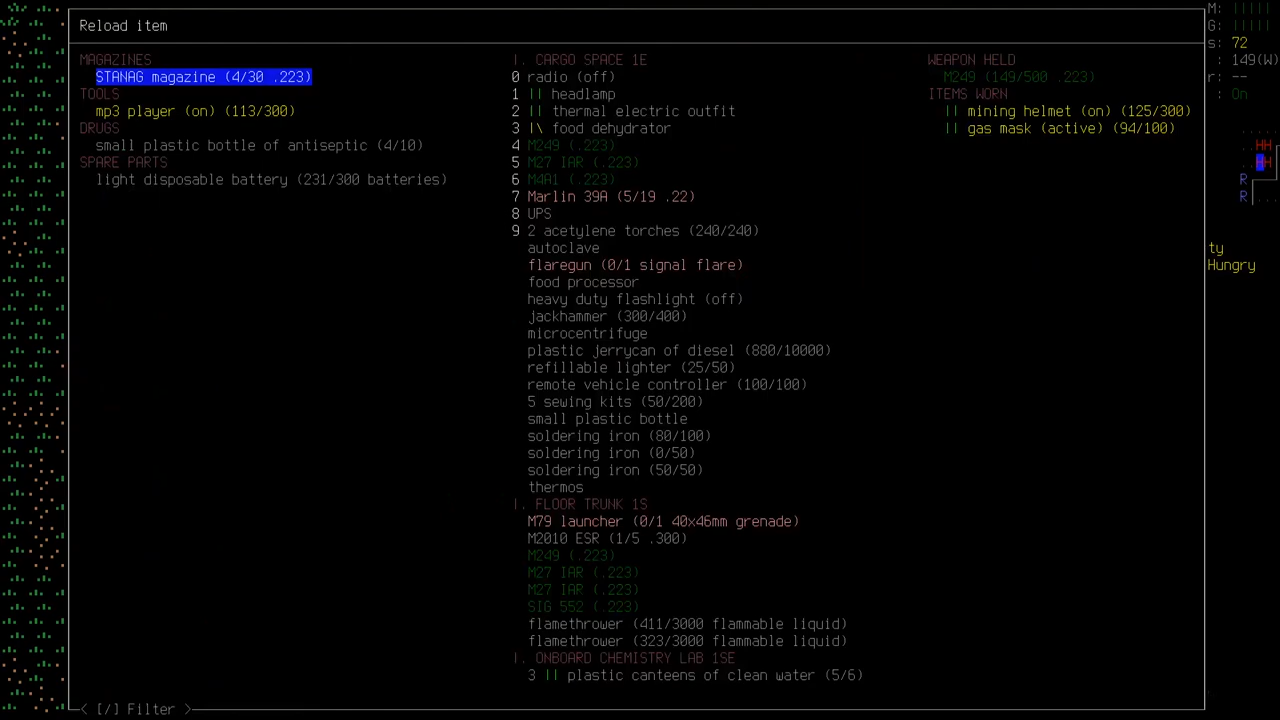 Reload item
MAGAZINES
STANAG magazine (4/30 .223)
TOOLS
mp3 player (on) (113/300)
DRUGS
small plastic bottle of antiseptic (4/10)
SPARE PARTS
light disposable battery (231/300 batteries)
|. CARGO SPACE 1E
0 radio (off)
1 || headlamp
2 || thermal electric outfit
3 |\ food dehydrator
4 M249 (.223)
5 M27 IAR (.223)
6 M4A1 (.223)
7 Marlin 39A (5/19 .22)
8 UPS
9 2 acetylene torches (240/240)
autoclave
flaregun (0/1 signal flare)
food processor
heavy duty flashlight (off)
jackhammer (300/400)
microcentrifuge
plastic jerrycan of diesel (880/10000)
refillable lighter (25/50)
remote vehicle controller (100/100)
5 sewing kits (50/200)
small plastic bottle
soldering iron (80/100)
soldering iron (0/50)
soldering iron (50/50)
thermos
|. FLOOR TRUNK 1S
M79 launcher (0/1 40x46mm grenade)
M2010 ESR (1/5 .300)
M249 (.223)
M27 IAR (.223)
M27 IAR (.223)
SIG 552 (.223)
flamethrower (411/3000 flammable liquid)
flamethrower (323/3000 flammable liquid)
|. ONBOARD CHEMISTRY LAB 1SE
3 || plastic canteens of clean water (5/6)
WEAPON HELD
M249 (149/500 .223)
ITEMS WORN
|| mining helmet (on) (125/300)
|| gas mask (active) (94/100)
M: |||||
G: |||||
s: 72
: 149(W)
r: --
: On
..HH
HH
R
R
ty
Hungry
< [/] Filter >